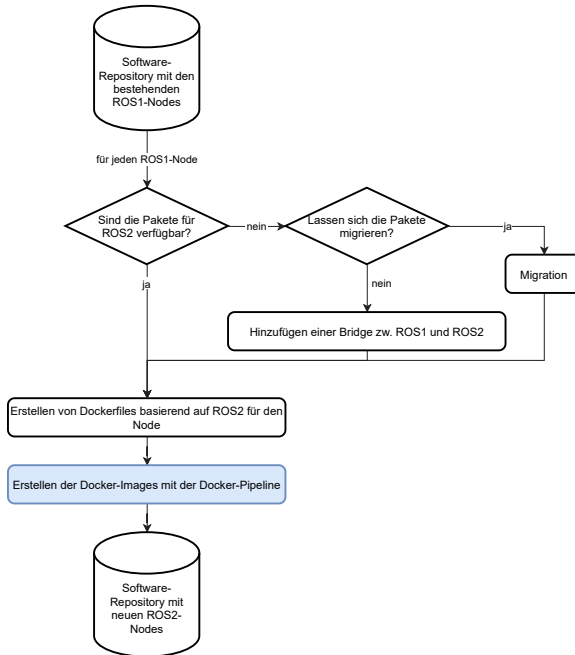 Software-
Repository mit den
bestehenden
ROS1-Nodes
für jeden ROS1-Node
Sind die Pakete für
ROS2 verfügbar?
nein
Lassen sich die Pakete
migrieren?
ja
Migration
nein
Hinzufügen einer Bridge zw. ROS1 und ROS2
ja
Erstellen von Dockerfiles basierend auf ROS2 für den
Node
Erstellen der Docker-Images mit der Docker-Pipeline
Software-
Repository mit
neuen ROS2-
Nodes